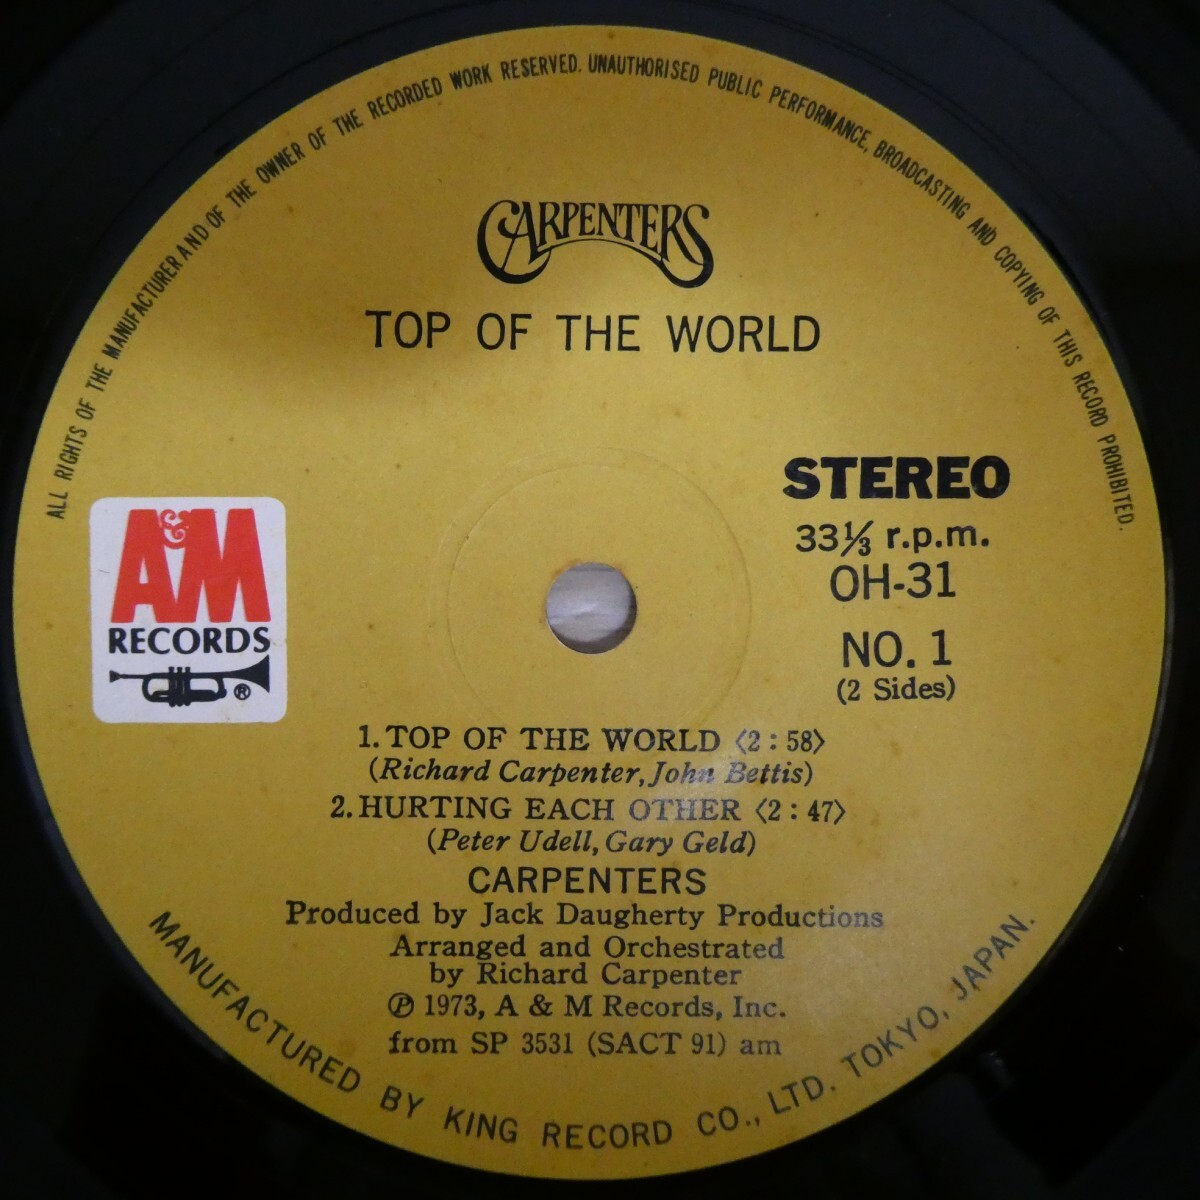 ALL RIGHTS OF THE MANUFACTURER AND OF THE OWNER OF THE RECORDED WORK RESERVED. UNAUTHORISED PUBLIC PERFORMANCE, BROADCASTING AND COPYING OF THIS RECORD PROHIBITED.
CARPENTERS
TOP OF THE WORLD
STEREO
33⅓ r.p.m.
OH-31
NO. 1
(2 Sides)
A&M
RECORDS
®
1. TOP OF THE WORLD 〈2:58〉
(Richard Carpenter, John Bettis)
2. HURTING EACH OTHER 〈2:47〉
(Peter Udell, Gary Geld)
CARPENTERS
Produced by Jack Daugherty Productions
Arranged and Orchestrated
by Richard Carpenter
℗ 1973, A & M Records, Inc.
from SP 3531 (SACT 91) am
MANUFACTURED BY KING RECORD CO., LTD. TOKYO, JAPAN.